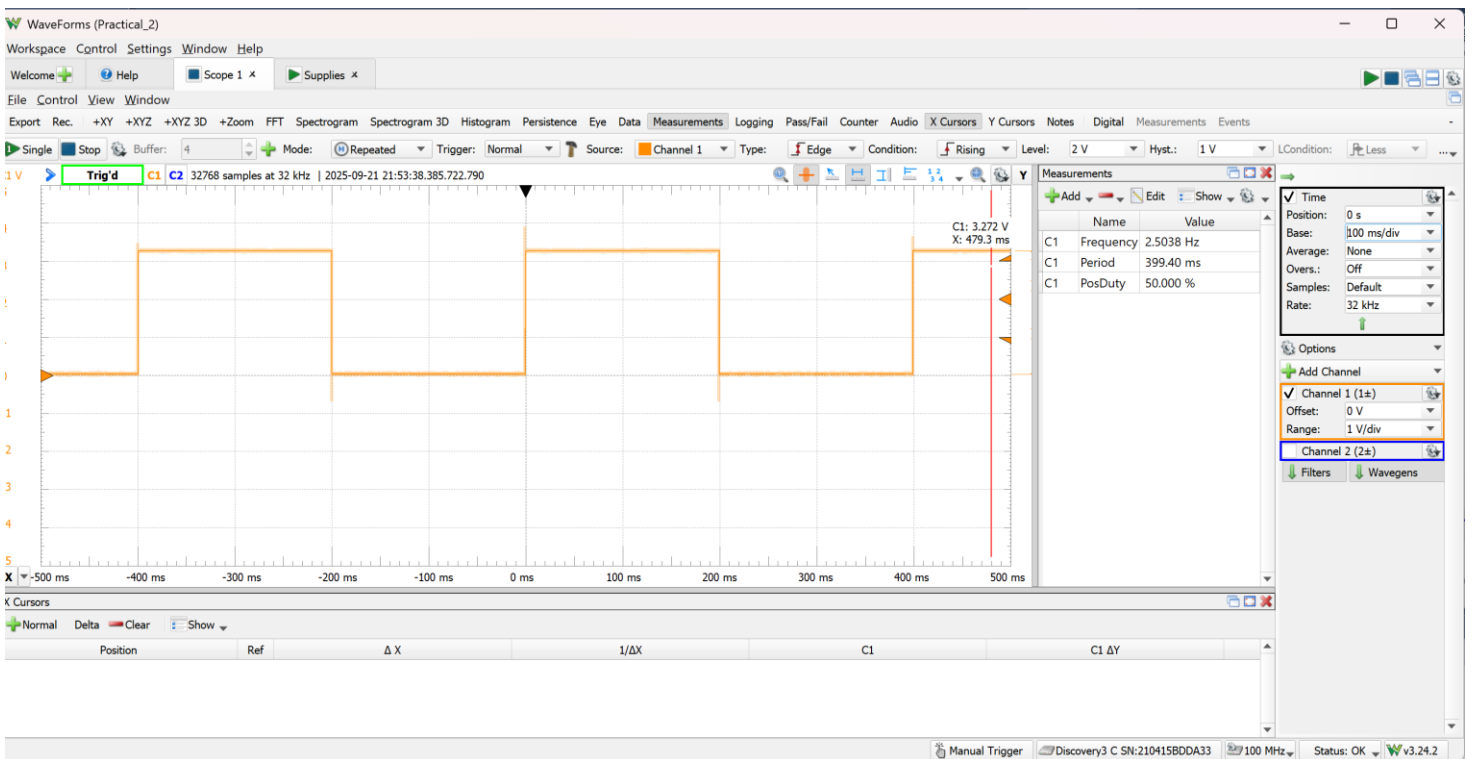 WaveForms (Practical_2)
Workspace Control Settings Window Help
Welcome Help Scope 1 Supplies
File Control View Window
Export Rec. +XY +XYZ +XYZ 3D +Zoom FFT Spectrogram Spectrogram 3D Histogram Persistence Eye Data Measurements Logging Pass/Fail Counter Audio X Cursors Y Cursors Notes Digital Measurements Events
Single Stop Buffer: 4 Mode: Repeated Trigger: Normal Source: Channel 1 Type: Edge Condition: Rising Level: 2 V Hyst.: 1 V LCondition: Less ...
1 V Trig'd C1 C2 32768 samples at 32 kHz | 2025-09-21 21:53:38.385.722.790 Y
C1: 3.272 V
X: 479.3 ms
1
2
3
4
5
X -500 ms -400 ms -300 ms -200 ms -100 ms 0 ms 100 ms 200 ms 300 ms 400 ms 500 ms
Measurements
Add Edit Show
Name Value
C1 Frequency 2.5038 Hz
C1 Period 399.40 ms
C1 PosDuty 50.000 %
Time
Position: 0 s
Base: 100 ms/div
Average: None
Overs.: Off
Samples: Default
Rate: 32 kHz
Options
Add Channel
Channel 1 (1±)
Offset: 0 V
Range: 1 V/div
Channel 2 (2±)
Filters Wavegens
X Cursors
Normal Delta Clear Show
Position Ref Δ X 1/ΔX C1 C1 ΔY
Manual Trigger Discovery3 C SN:210415BDDA33 100 MHz Status: OK v3.24.2